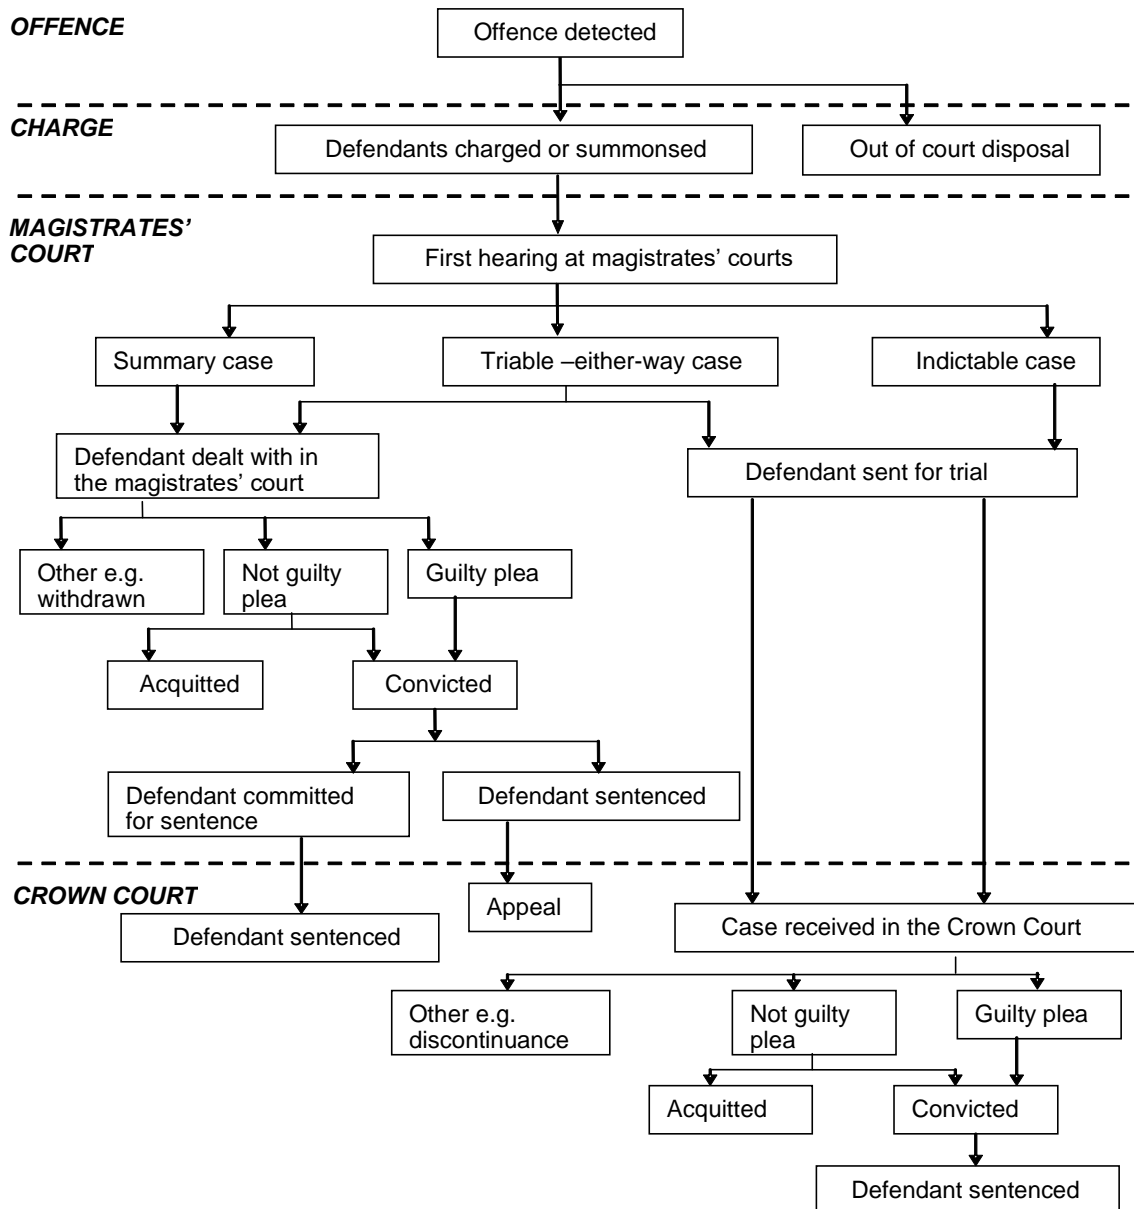 OFFENCE
Offence detected
CHARGE
Defendants charged or summonsed
Out of court disposal
MAGISTRATES’
COURT
First hearing at magistrates’ courts
Summary case
Triable –either-way case
Indictable case
Defendant dealt with in
the magistrates’ court
Defendant sent for trial
Other e.g.
withdrawn
Not guilty
plea
Guilty plea
Acquitted
Convicted
Defendant committed
for sentence
Defendant sentenced
CROWN COURT
Appeal
Defendant sentenced
Case received in the Crown Court
Other e.g.
discontinuance
Not guilty
plea
Guilty plea
Acquitted
Convicted
Defendant sentenced